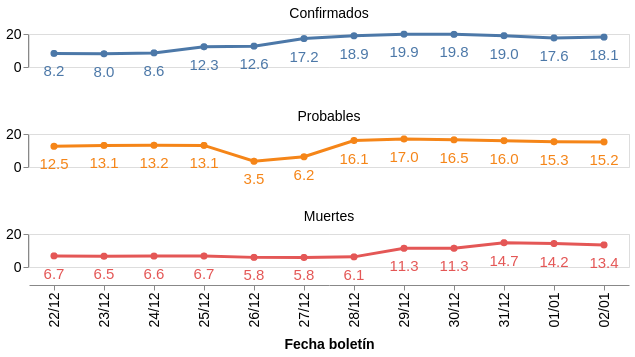 Confirmados
20
0
8.2 8.0 8.6 12.3 12.6 17.2 18.9 19.9 19.8 19.0 17.6 18.1
Probables
20
0
12.5 13.1 13.2 13.1 3.5 6.2 16.1 17.0 16.5 16.0 15.3 15.2
Muertes
20
0
6.7 6.5 6.6 6.7 5.8 5.8 6.1 11.3 11.3 14.7 14.2 13.4
22/12 23/12 24/12 25/12 26/12 27/12 28/12 29/12 30/12 31/12 01/01 02/01
Fecha boletín